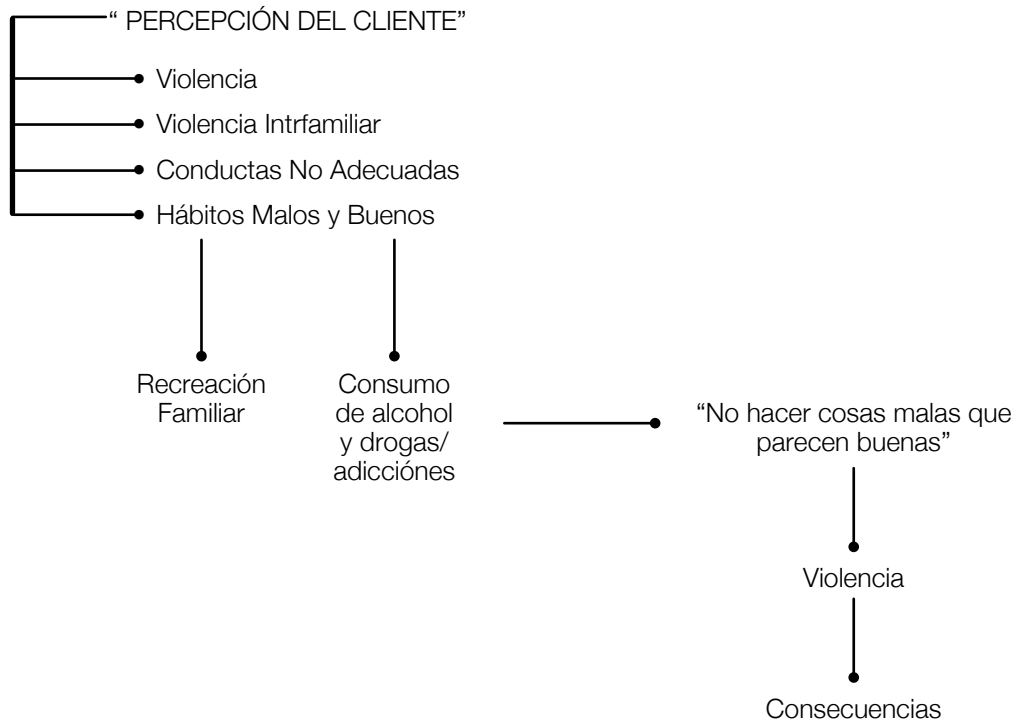 “ PERCEPCIÓN DEL CLIENTE”
Violencia
Violencia Intrfamiliar
Conductas No Adecuadas
Hábitos Malos y Buenos
Recreación
Familiar
Consumo
de alcohol
y drogas/
adicciónes
“No hacer cosas malas que
parecen buenas”
Violencia
Consecuencias